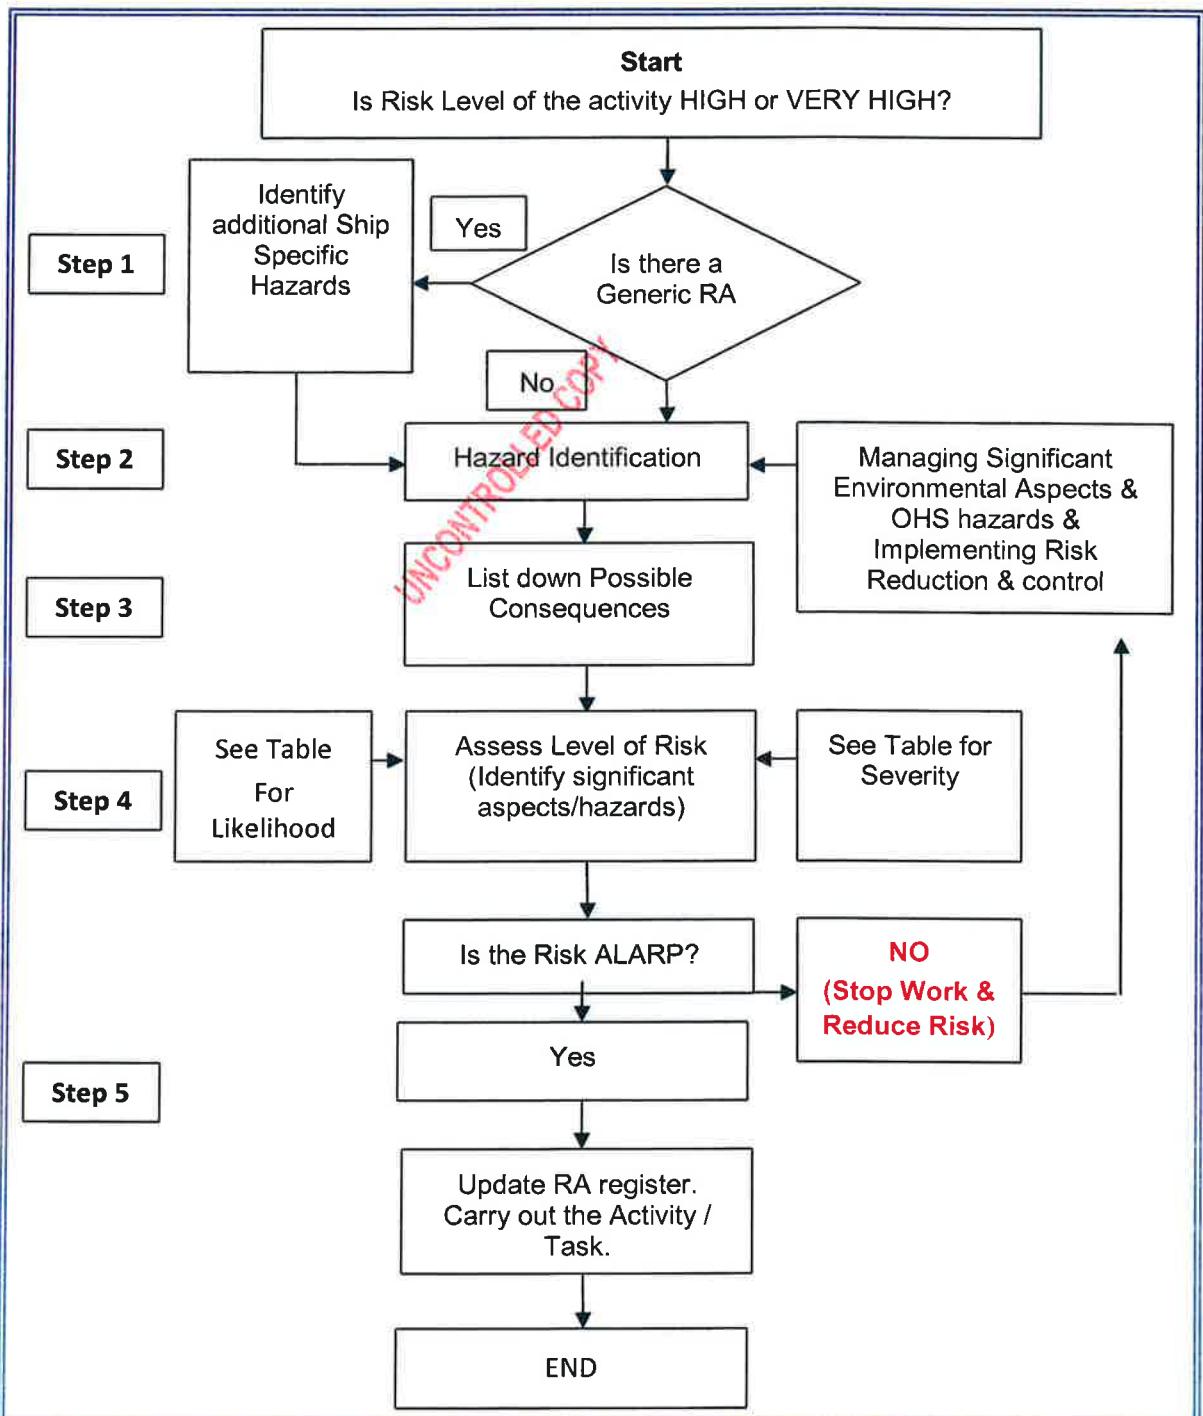 Start
Is Risk Level of the activity HIGH or VERY HIGH?
Identify
additional Ship
Specific
Hazards
Yes
Step 1
Is there a
Generic RA
No
UNCONTROLLED COPY
Step 2
Hazard Identification
Managing Significant
Environmental Aspects &
OHS hazards &
Implementing Risk
Reduction & control
Step 3
List down Possible
Consequences
Step 4
See Table
For
Likelihood
Assess Level of Risk
(Identify significant
aspects/hazards)
See Table for
Severity
Is the Risk ALARP?
NO
(Stop Work &
Reduce Risk)
Yes
Step 5
Update RA register.
Carry out the Activity /
Task.
END